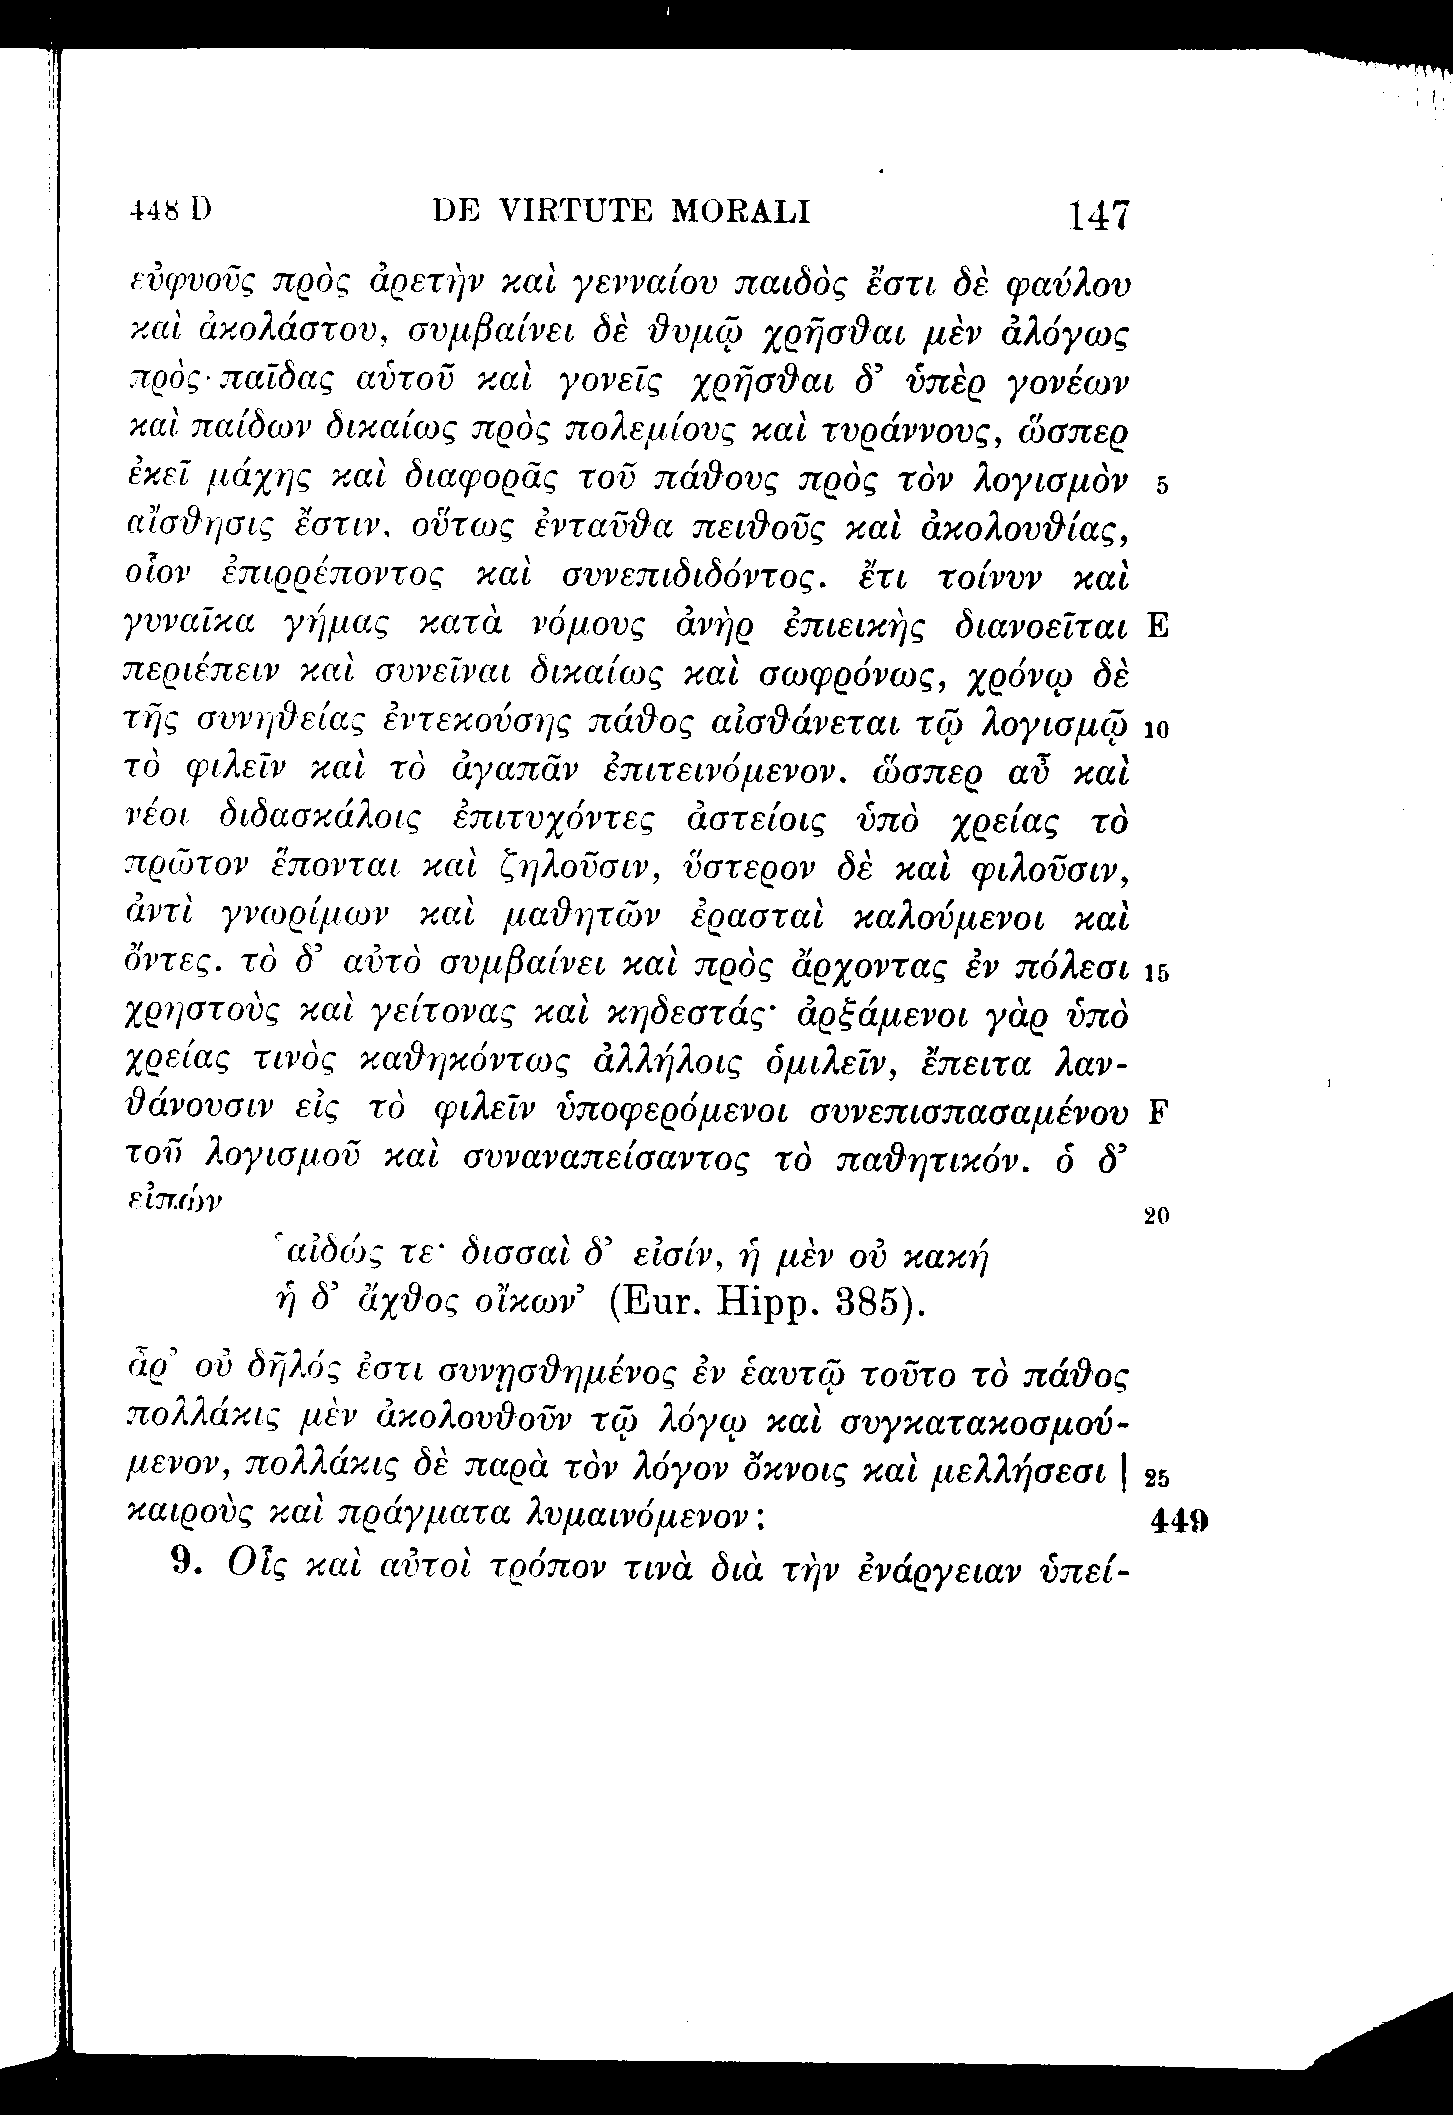 448 D DE VIRTUTE MORALI 147
εὐφυοῦς πρὸς ἀρετὴν καὶ γενναίου παιδὸς ἔστι δὲ φαύλου
καὶ ἀκολάστου, συμβαίνει δὲ θυμῷ χρῆσθαι μὲν ἀλόγως
πρὸς παῖδας αὑτοῦ καὶ γονεῖς χρῆσθαι δ’ ὑπὲρ γονέων
καὶ παίδων δικαίως πρὸς πολεμίους καὶ τυράννους, ὥσπερ
ἐκεῖ μάχης καὶ διαφορᾶς τοῦ πάθους πρὸς τὸν λογισμὸν 5
αἴσθησις ἔστιν, οὕτως ἐνταῦθα πειθοῦς καὶ ἀκολουθίας,
οἷον ἐπιρρέποντος καὶ συνεπιδιδόντος. ἔτι τοίνυν καὶ
γυναῖκα γήμας κατὰ νόμους ἀνὴρ ἐπιεικὴς διανοεῖται E
περιέπειν καὶ συνεῖναι δικαίως καὶ σωφρόνως, χρόνῳ δὲ
τῆς συνηθείας ἐντεκούσης πάθος αἰσθάνεται τῷ λογισμῷ 10
τὸ φιλεῖν καὶ τὸ ἀγαπᾶν ἐπιτεινόμενον. ὥσπερ αὖ καὶ
νέοι διδασκάλοις ἐπιτυχόντες ἀστείοις ὑπὸ χρείας τὸ
πρῶτον ἕπονται καὶ ζηλοῦσιν, ὕστερον δὲ καὶ φιλοῦσιν,
ἀντὶ γνωρίμων καὶ μαθητῶν ἐρασταὶ καλούμενοι καὶ
ὄντες. τὸ δ’ αὐτὸ συμβαίνει καὶ πρὸς ἄρχοντας ἐν πόλεσι 15
χρηστοὺς καὶ γείτονας καὶ κηδεστάς· ἀρξάμενοι γὰρ ὑπὸ
χρείας τινὸς καθηκόντως ἀλλήλοις ὁμιλεῖν, ἔπειτα λαν-
θάνουσιν εἰς τὸ φιλεῖν ὑποφερόμενοι συνεπισπασαμένου F
τοῦ λογισμοῦ καὶ συναναπείσαντος τὸ παθητικόν. ὁ δ’
εἰπών 20
‘αἰδώς τε· δισσαὶ δ’ εἰσίν, ἡ μὲν οὐ κακή
ἡ δ’ ἄχθος οἴκων’ (Eur. Hipp. 385).
ἆρ’ οὐ δῆλός ἐστι συνῃσθημένος ἐν ἑαυτῷ τοῦτο τὸ πάθος
πολλάκις μὲν ἀκολουθοῦν τῷ λόγῳ καὶ συγκατακοσμού-
μενον, πολλάκις δὲ παρὰ τὸν λόγον ὄκνοις καὶ μελλήσεσι | 25
καιροὺς καὶ πράγματα λυμαινόμενον; 449
9. Οἷς καὶ αὐτοὶ τρόπον τινὰ διὰ τὴν ἐνάργειαν ὑπεί-